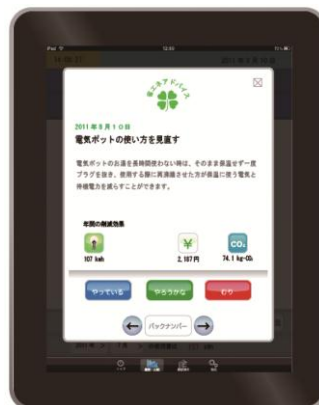 iPad
12:00
省エネアドバイス
2011年8月10日
電気ポットの使い方を見直す
電気ポットのお湯を長時間使わない時は、そのまま保温せず一度
プラグを抜き、使用する際に再沸騰させた方が保温に使う電気と
待機電力を減らすことができます。
年間の削減効果
¥
CO₂
107 kwh
2,107円
74.1 kg-CO₂
やっている
やろうかな
むり
バックナンバー